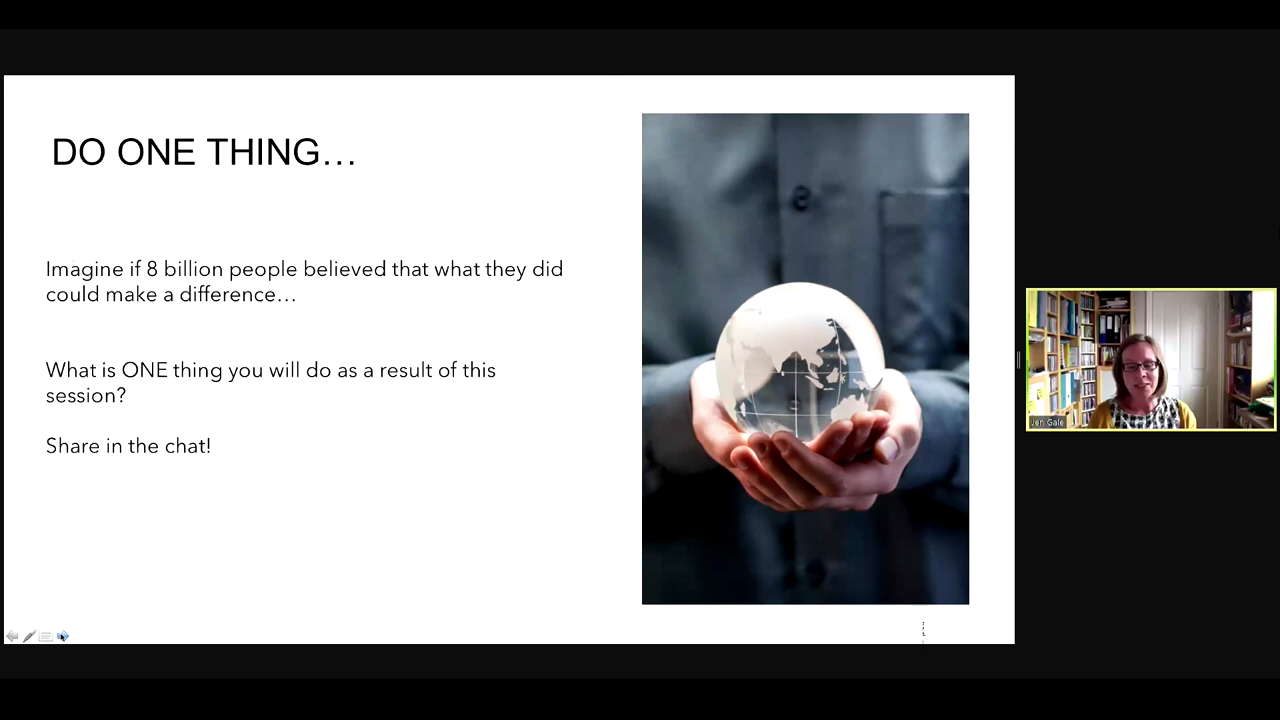 DO ONE THING…
Imagine if 8 billion people believed that what they did
could make a difference…
What is ONE thing you will do as a result of this
session?
Share in the chat!
Jen Gale